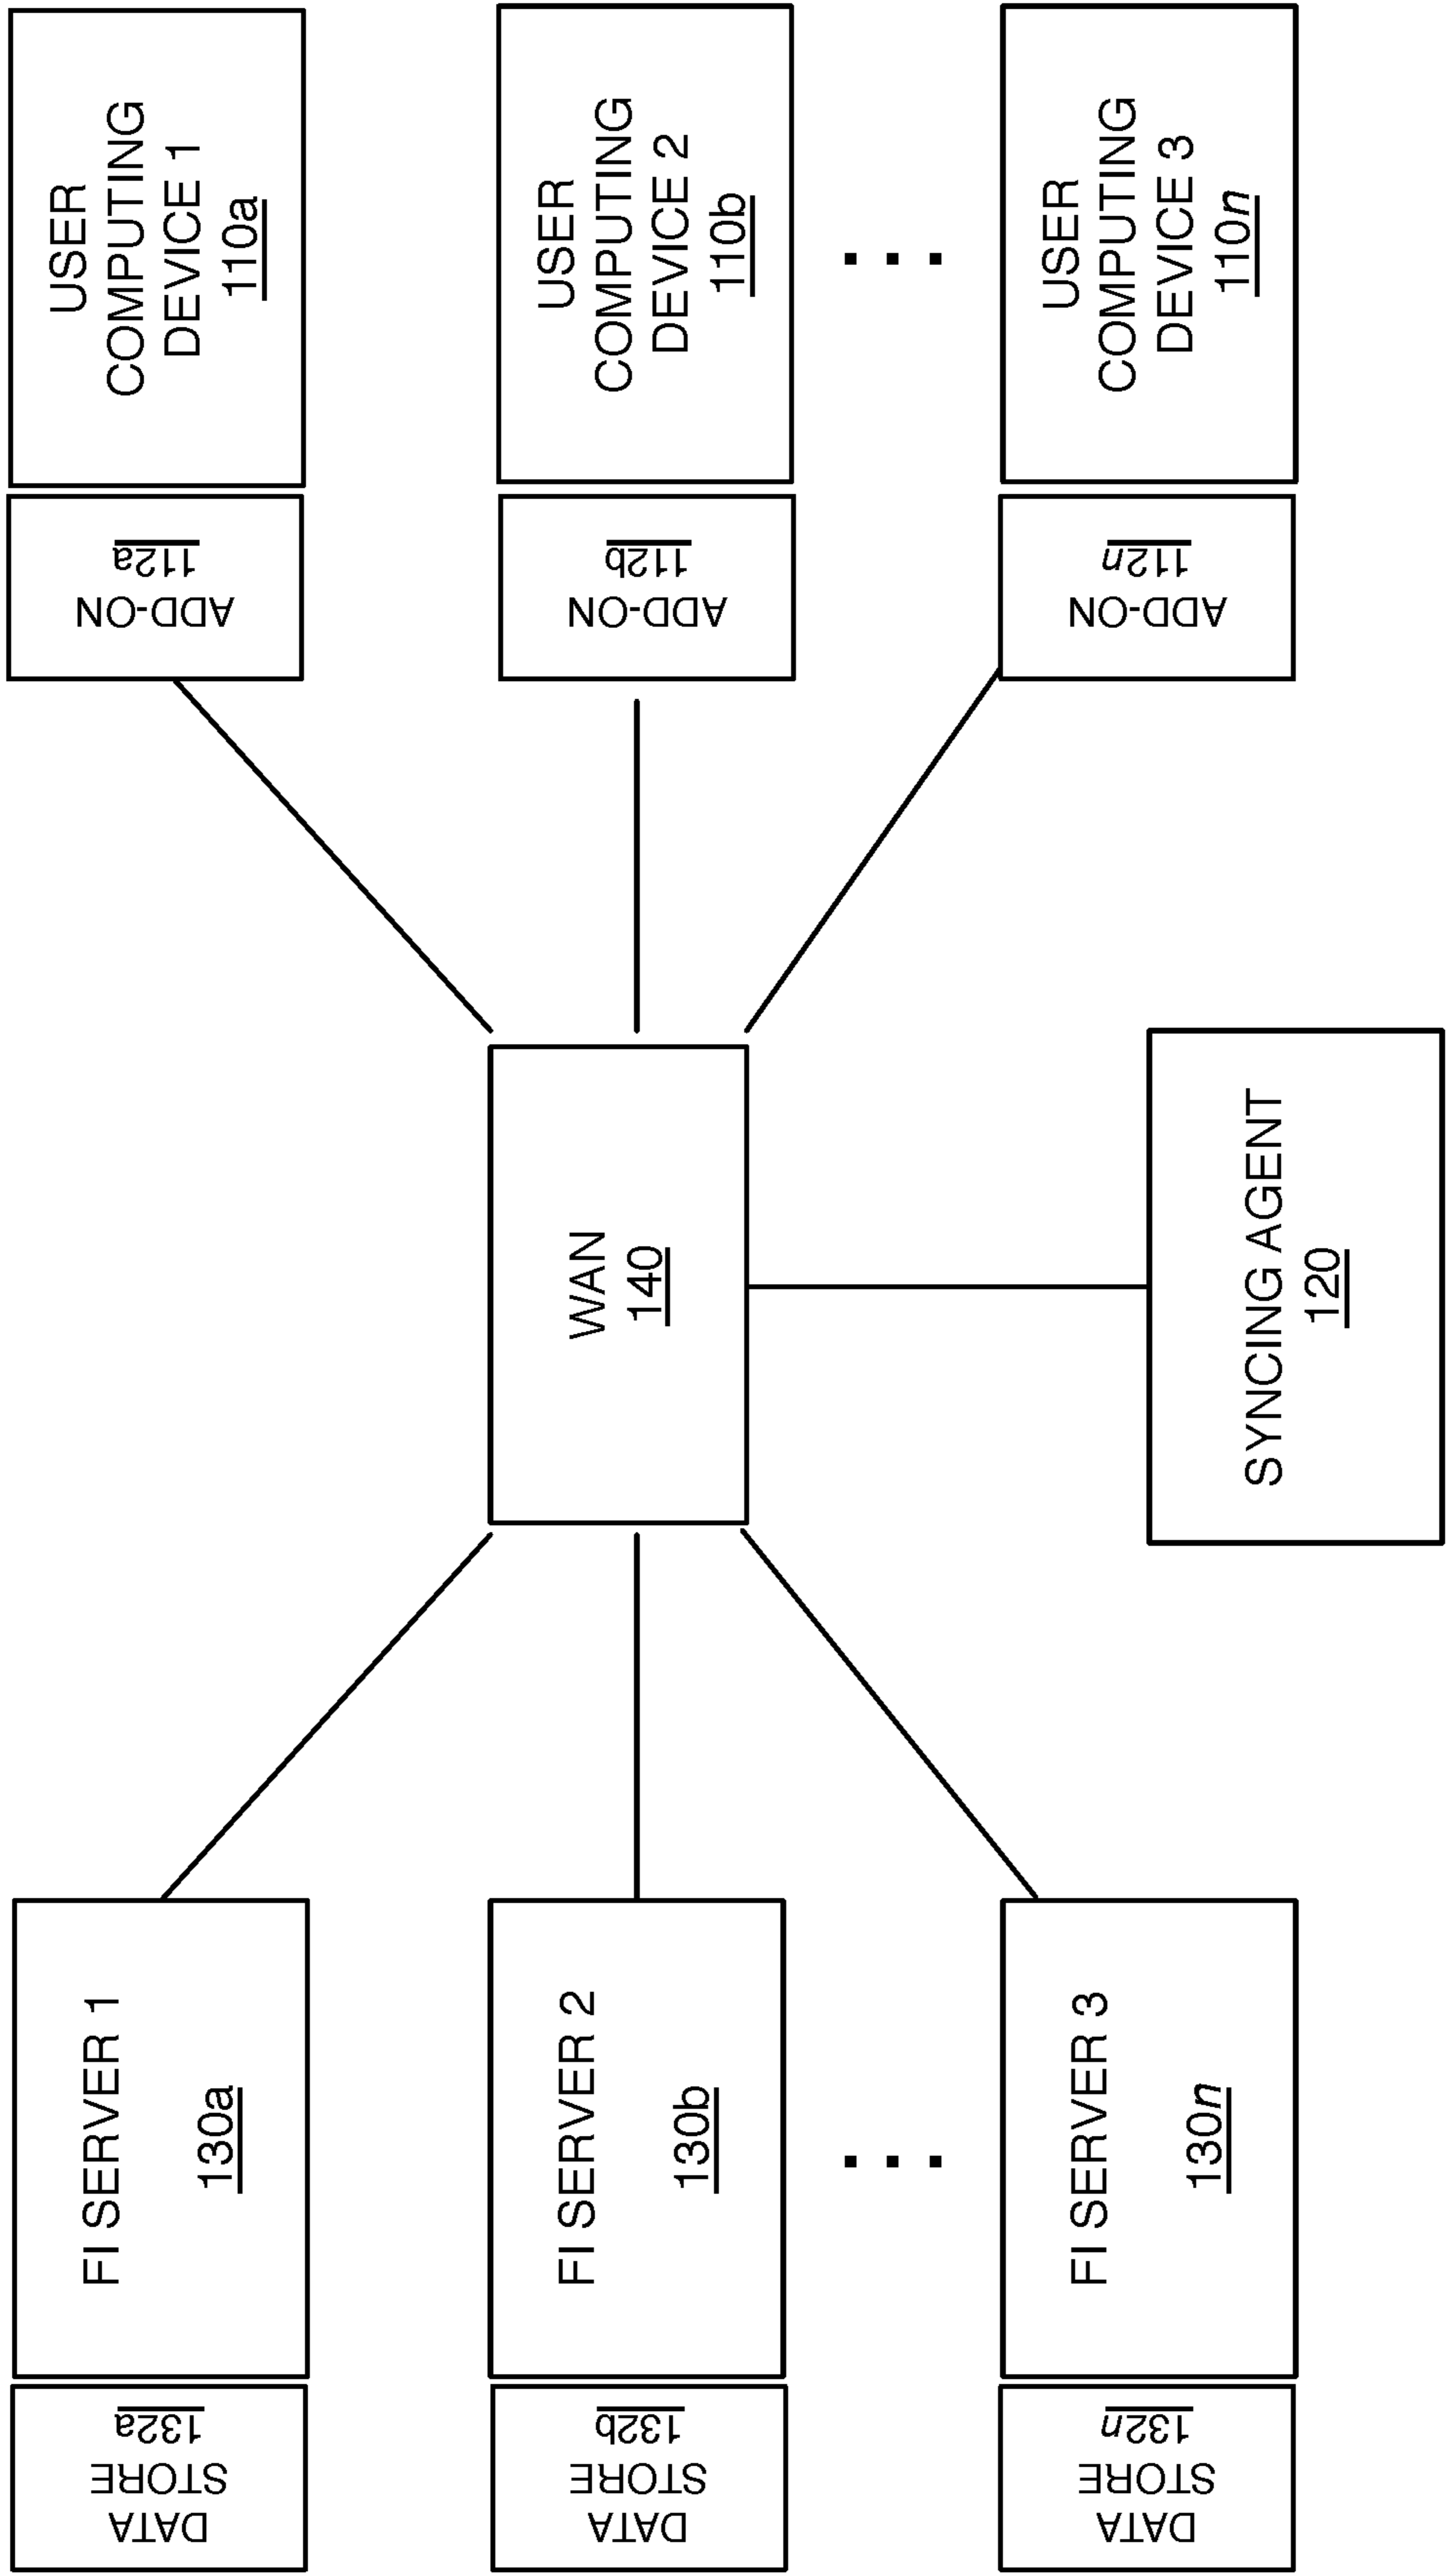 DATA
STORE
132a
FI SERVER 1
130a
ADD-ON
112a
USER
COMPUTING
DEVICE 1
110a
DATA
STORE
132b
FI SERVER 2
130b
WAN
140
ADD-ON
112b
USER
COMPUTING
DEVICE 2
110b
DATA
STORE
132n
FI SERVER 3
130n
ADD-ON
112n
USER
COMPUTING
DEVICE 3
110n
SYNCING AGENT
120